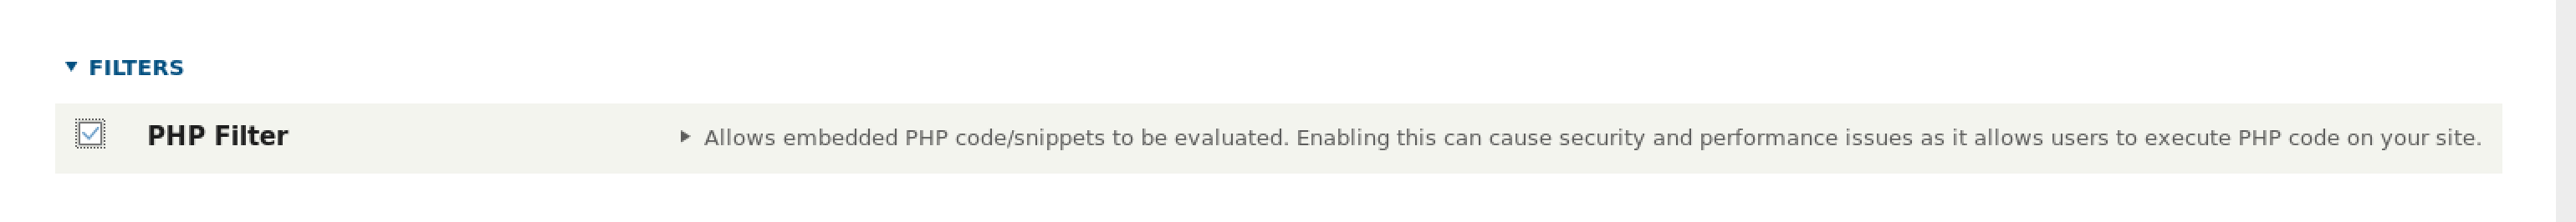 FILTERS
PHP Filter
Allows embedded PHP code/snippets to be evaluated. Enabling this can cause security and performance issues as it allows users to execute PHP code on your site.